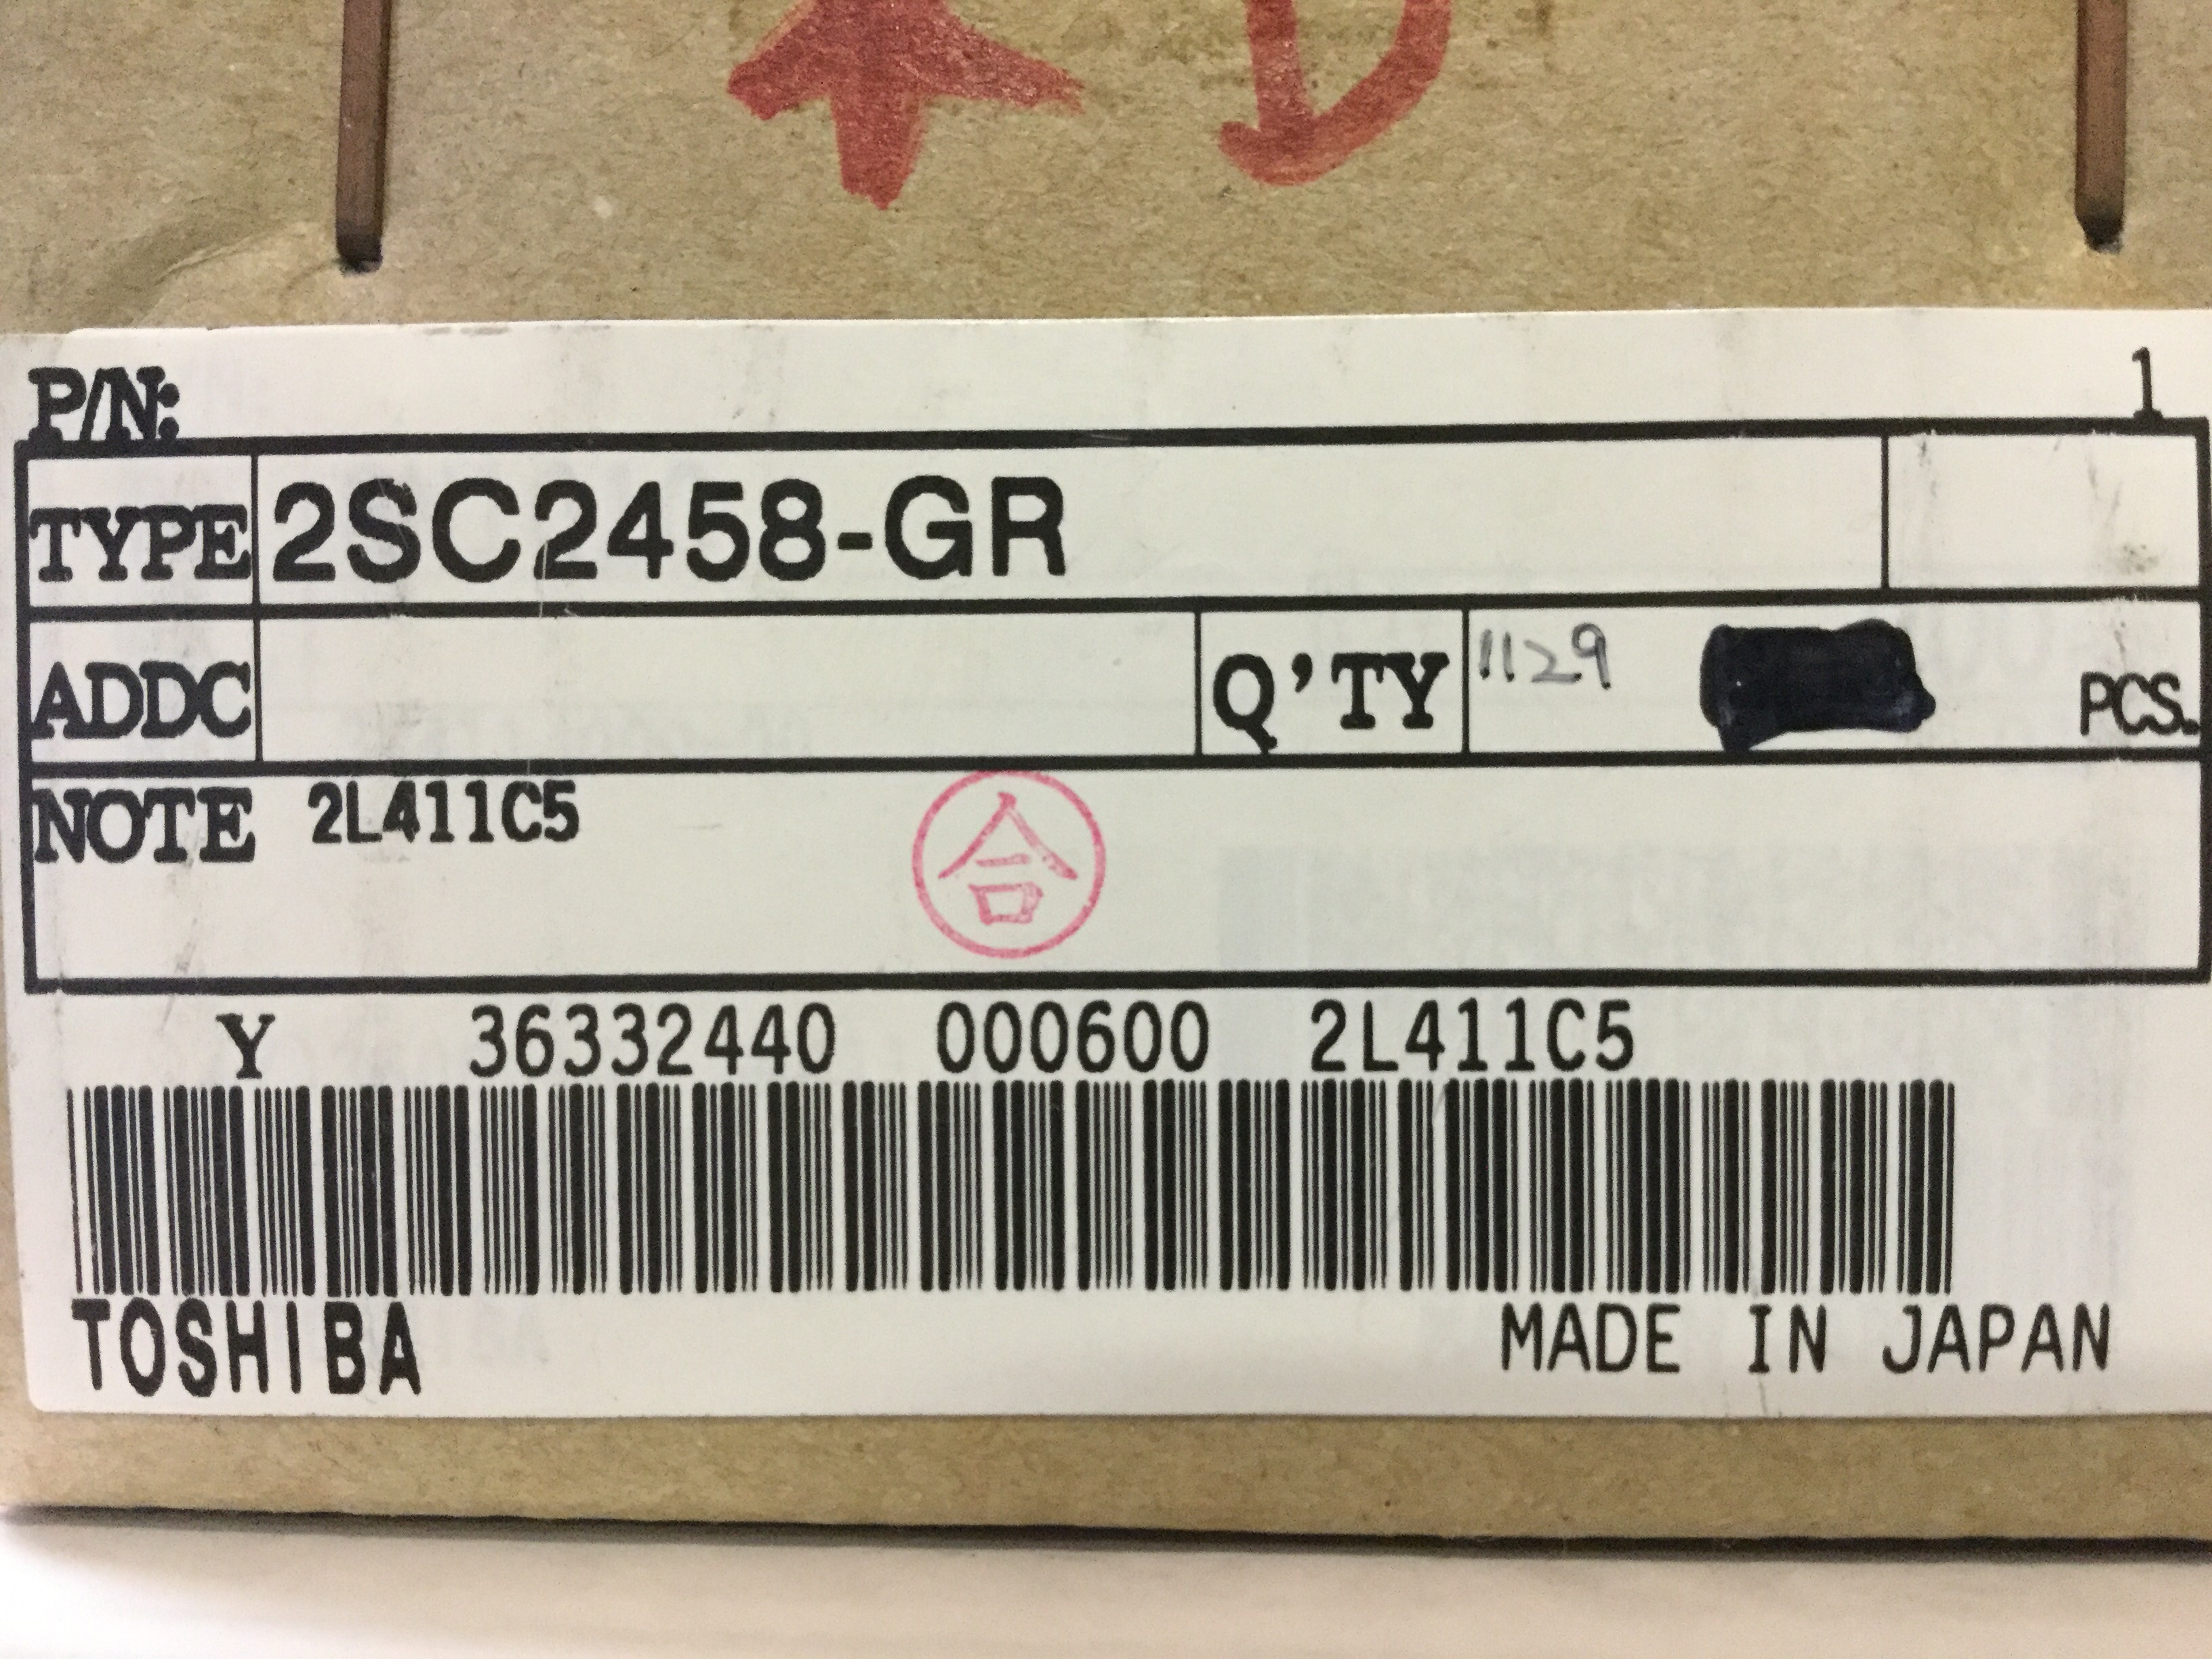 P/N: 1
TYPE 2SC2458-GR
ADDC Q'TY 1129 PCS.
NOTE 2L411C5
合
Y 36332440 000600 2L411C5
TOSHIBA MADE IN JAPAN